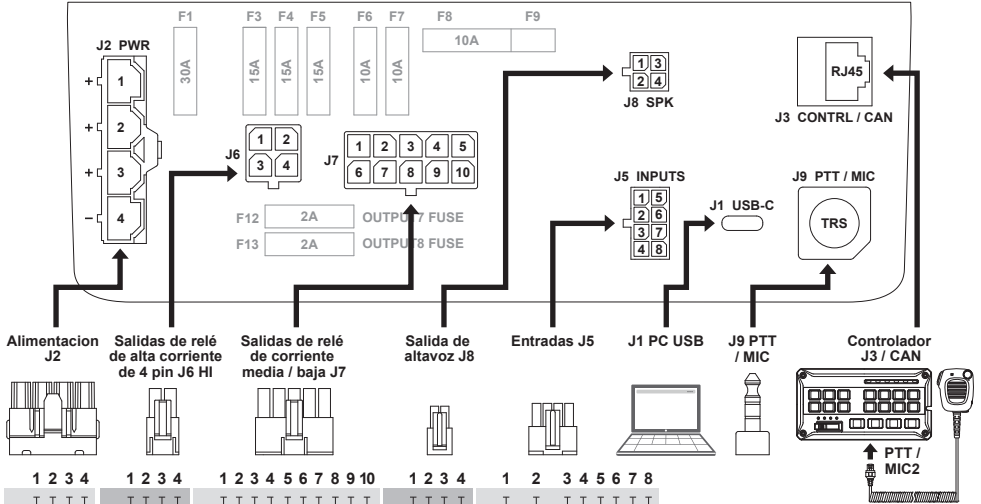 F1 F3 F4 F5 F6 F7 F8 F9
30A 15A 15A 15A 10A 10A 10A
J2 PWR
+ 1
+ 2
+ 3
- 4
J6
1 2
3 4
J7
1 2 3 4 5
6 7 8 9 10
F12 2A OUTPUT7 FUSE
F13 2A OUTPUT8 FUSE
1 3
2 4
J8 SPK
RJ45
J3 CONTRL / CAN
J5 INPUTS
1 5
2 6
3 7
4 8
J1 USB-C
J9 PTT / MIC
TRS
Alimentacion
J2
Salidas de relé
de alta corriente
de 4 pin J6 HI
Salidas de relé
de corriente
media / baja J7
Salida de
altavoz J8
Entradas J5
J1 PC USB
J9 PTT
/ MIC
Controlador
J3 / CAN
PTT /
MIC2
1 2 3 4 1 2 3 4 1 2 3 4 5 6 7 8 9 10 1 2 3 4 1 2 3 4 5 6 7 8